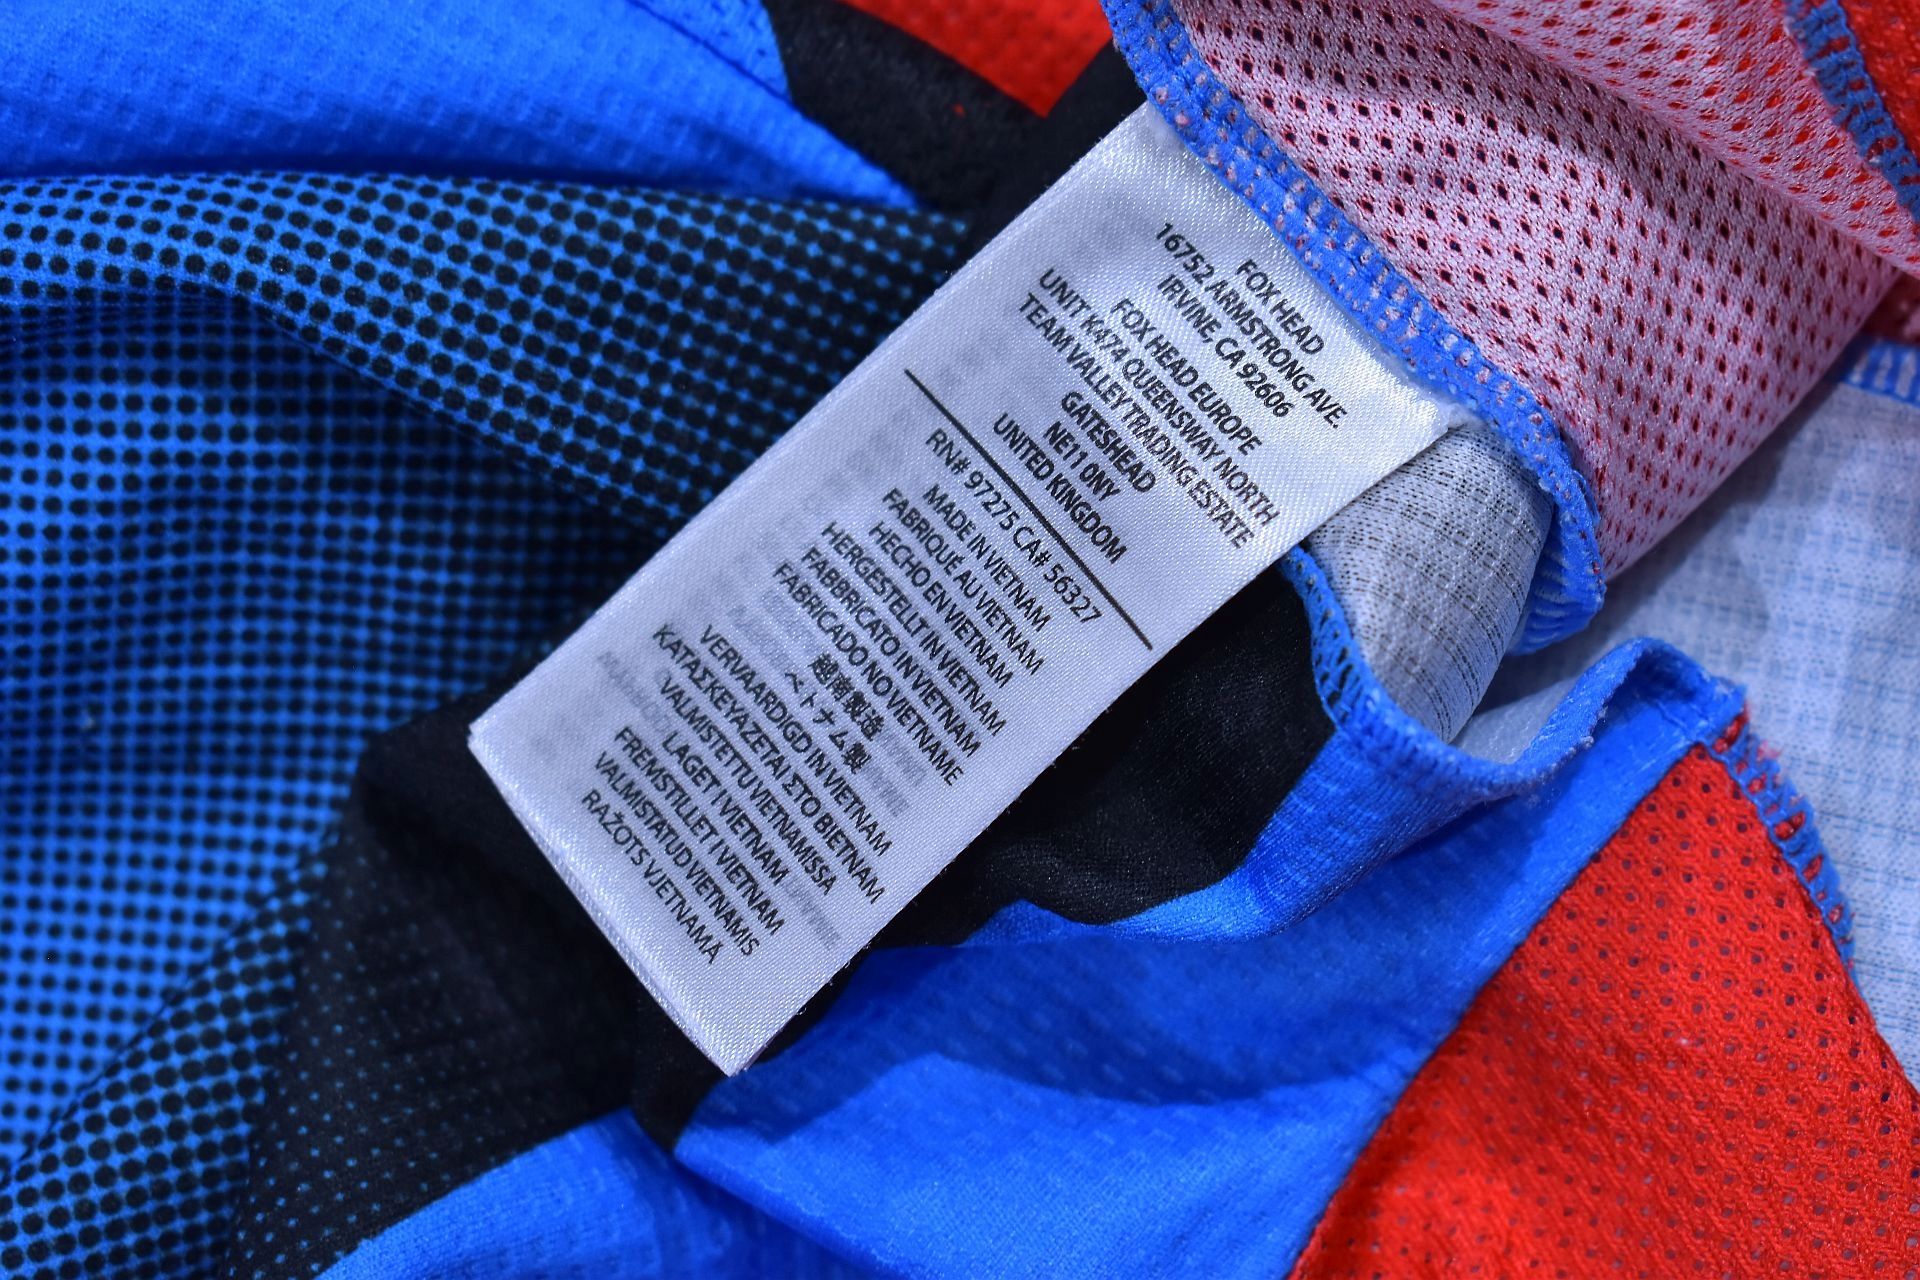 FOX HEAD
16752 ARMSTRONG AVE.
IRVINE, CA 92606
FOX HEAD EUROPE
UNIT K474 QUEENSWAY NORTH
TEAM VALLEY TRADING ESTATE
GATESHEAD
NE11 0NY
UNITED KINGDOM
RN# 97275 CA# 56327
MADE IN VIETNAM
FABRIQUÉ AU VIETNAM
HECHO EN VIETNAM
HERGESTELLT IN VIETNAM
FABBRICATO IN VIETNAM
FABRICADO NO VIETNAME
越南製造
ベトナム製
VERVAARDIGD IN VIETNAM
ΚΑΤΑΣΚΕΥΑΖΕΤΑΙ ΣΤΟ ΒΙΕΤΝΑΜ
VALMISTETTU VIETNAMISSA
LAGET I VIETNAM
FREMSTILLET I VIETNAM
VALMISTATUD VIETNAMIS
RAŽOTS VJETNAMĀ